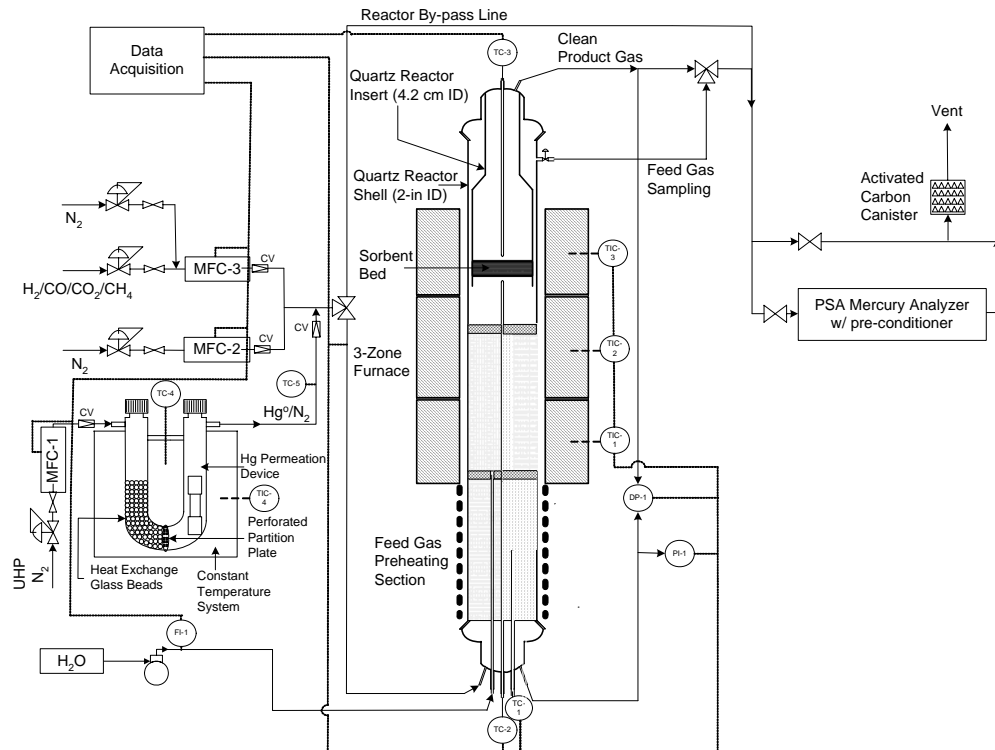 Reactor By-pass Line
Data
Acquisition
TC-3
Clean
Product Gas
Quartz Reactor
Insert (4.2 cm ID)
Vent
Feed Gas
Sampling
Quartz Reactor
Shell (2-in ID)
Activated
Carbon
Canister
N2
MFC-3
CV
Sorbent
Bed
TIC-
3
H2/CO/CO2/CH4
PSA Mercury Analyzer
w/ pre-conditioner
CV
MFC-2
CV
N2
3-Zone
Furnace
TIC-
2
TC-5
TC-4
Hgº/N2
CV
TIC-
1
MFC-1
Hg Permeation
Device
TIC-
4
DP-1
Perforated
Partition
Plate
Feed Gas
Preheating
Section
PI-1
UHP
N2
Heat Exchange
Glass Beads
Constant
Temperature
System
FI-1
H2O
TC-
1
TC-2